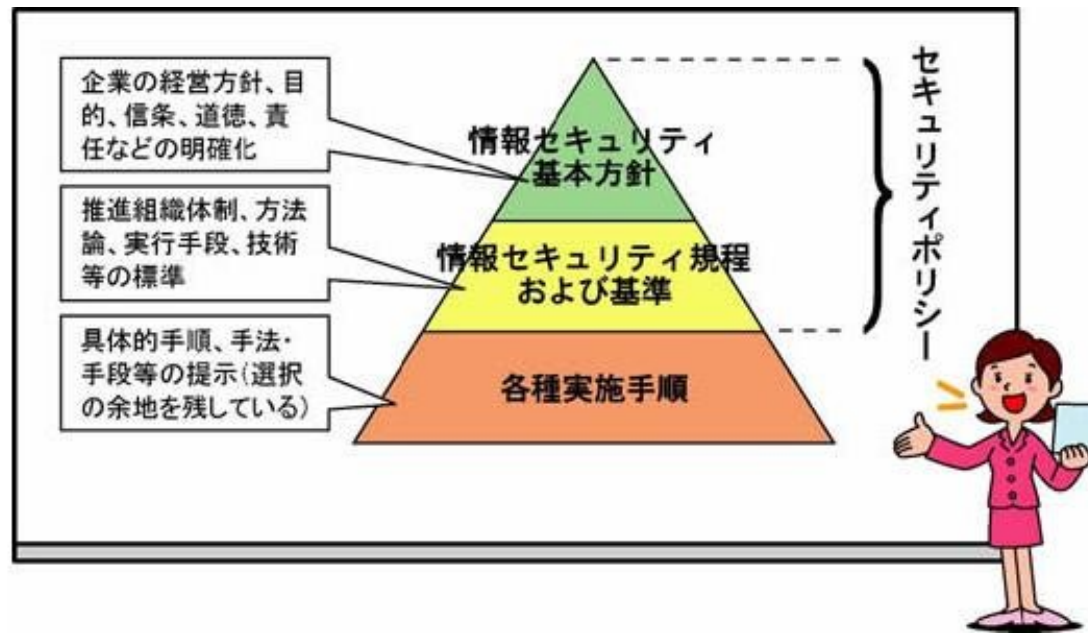 企業の経営方針、目
的、信条、道徳、責
任などの明確化
推進組織体制、方法
論、実行手段、技術
等の標準
具体的手順、手法・
手段等の提示(選択
の余地を残している)
情報セキュリティ
基本方針
情報セキュリティ規程
および基準
各種実施手順
セキュリティポリシー